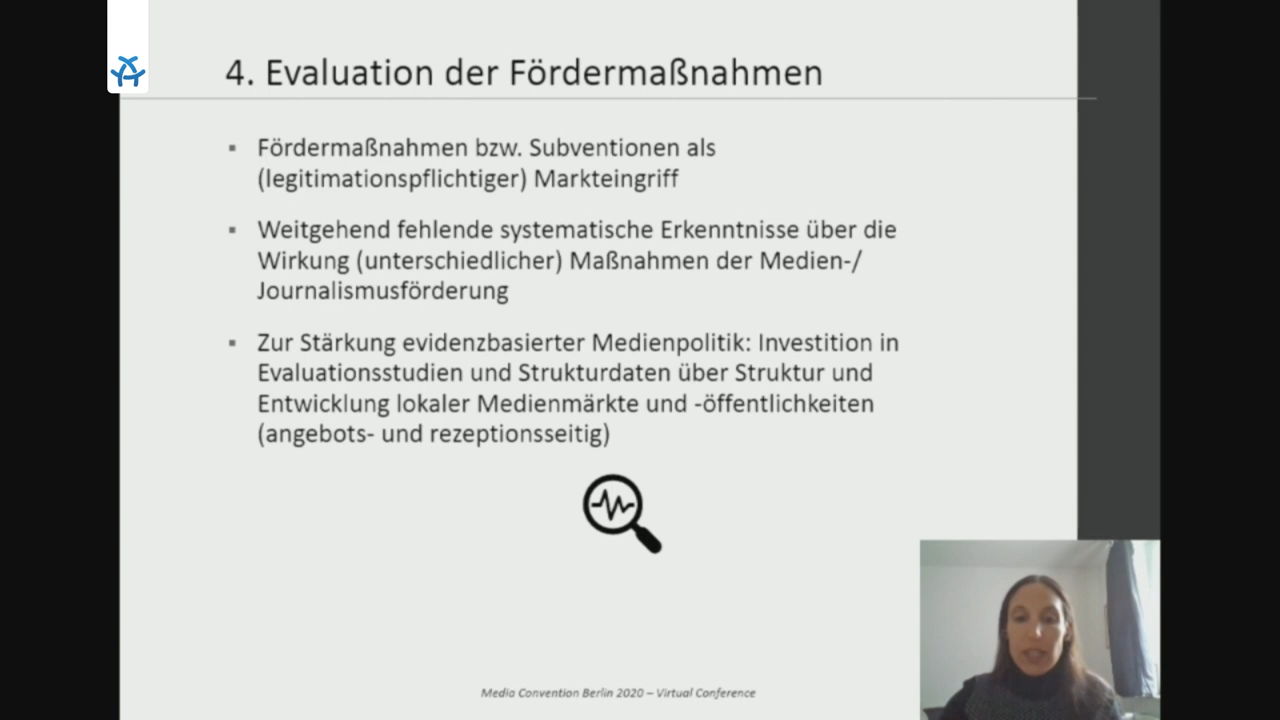 4. Evaluation der Fördermaßnahmen
Fördermaßnahmen bzw. Subventionen als
(legitimationspflichtiger) Markteingriff
Weitgehend fehlende systematische Erkenntnisse über die
Wirkung (unterschiedlicher) Maßnahmen der Medien-/
Journalismusförderung
Zur Stärkung evidenzbasierter Medienpolitik: Investition in
Evaluationsstudien und Strukturdaten über Struktur und
Entwicklung lokaler Medienmärkte und -öffentlichkeiten
(angebots- und rezeptionsseitig)
Media Convention Berlin 2020 – Virtual Conference